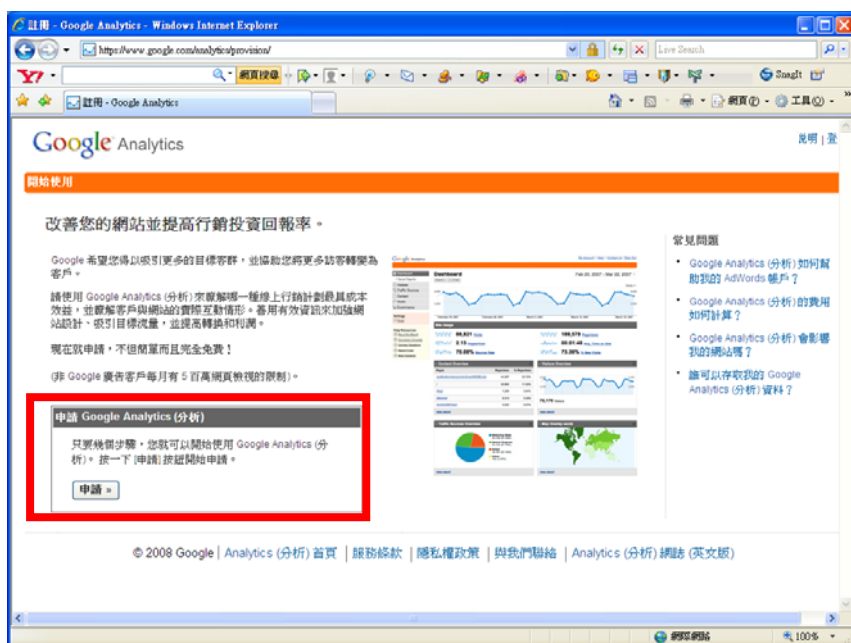 註冊 - Google Analytics - Windows Internet Explorer
https://www.google.com/analytics/provision/
Live Search
Y!
網頁搜尋
SnagIt
註冊 - Google Analytics
網頁(P)
工具(O)
Google Analytics
說明 | 登
開始使用
改善您的網站並提高行銷投資回報率。
Google 希望您得以吸引更多的目標客群，並協助您將更多訪客轉變為
客戶。
請使用 Google Analytics (分析) 來瞭解哪一種線上行銷計劃最具成本
效益，並瞭解客戶與網站的實際互動情形。善用有效資訊來加強網
站設計、吸引目標流量，並提高轉換和利潤。
現在就申請，不但簡單而且完全免費！
(非 Google 廣告客戶每月有 5 百萬網頁檢視的限制)。
Dashboard
申請 Google Analytics (分析)
只要幾個步驟，您就可以開始使用 Google Analytics (分
析)。 按一下 [申請] 按鈕開始申請。
申請 »
常見問題
Google Analytics (分析) 如何幫
助我的 AdWords 帳戶？
Google Analytics (分析) 的費用
如何計算？
Google Analytics (分析) 會影響
我的網站嗎？
誰可以存取我的 Google
Analytics (分析) 資料？
© 2008 Google | Analytics (分析) 首頁 | 服務條款 | 隱私權政策 | 與我們聯絡 | Analytics (分析) 網誌 (英文版)
網際網路
100%